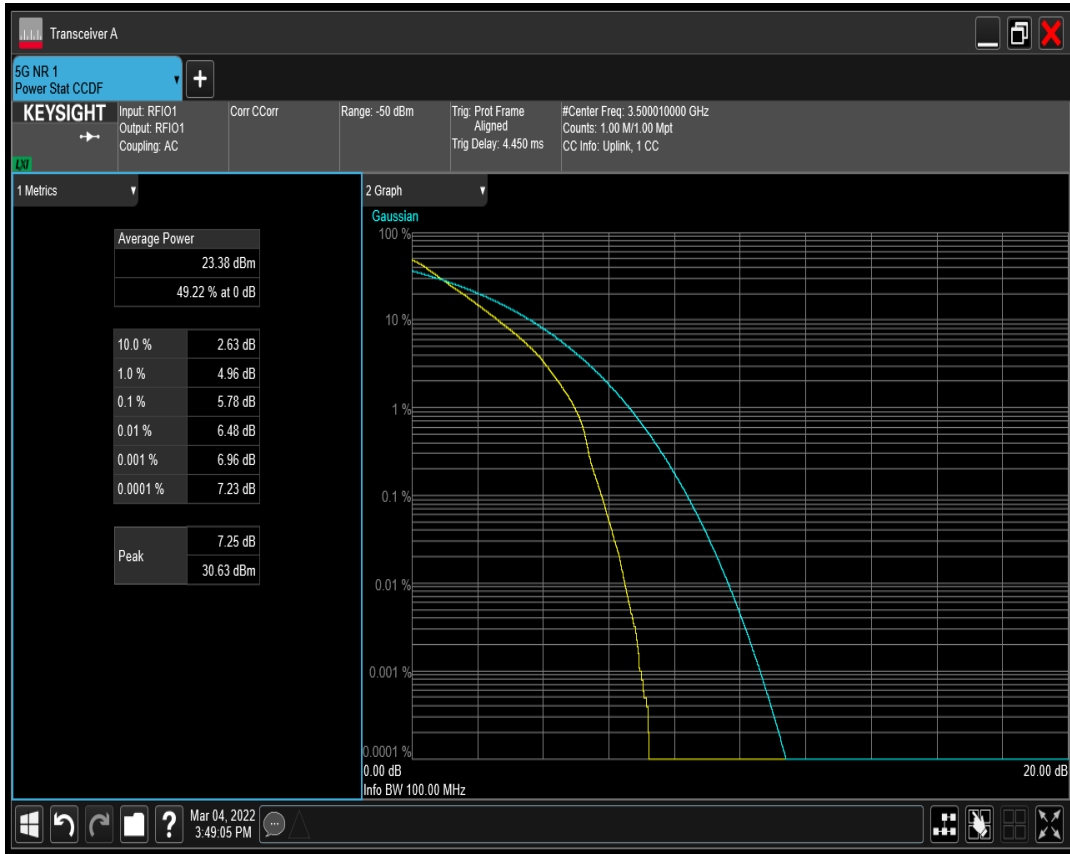 Transceiver A
5G NR 1
Power Stat CCDF
KEYSIGHT
LXI
Input: RFIO1
Output: RFIO1
Coupling: AC
Corr CCorr
Range: -50 dBm
Trig: Prot Frame
Aligned
Trig Delay: 4.450 ms
#Center Freq: 3.500010000 GHz
Counts: 1.00 M/1.00 Mpt
CC Info: Uplink, 1 CC
1 Metrics
Average Power
23.38 dBm
49.22 % at 0 dB
10.0 % 2.63 dB
1.0 % 4.96 dB
0.1 % 5.78 dB
0.01 % 6.48 dB
0.001 % 6.96 dB
0.0001 % 7.23 dB
Peak 7.25 dB
30.63 dBm
2 Graph
Gaussian
100 %
10 %
1 %
0.1 %
0.01 %
0.001 %
0.0001 %
0.00 dB 20.00 dB
Info BW 100.00 MHz
Mar 04, 2022
3:49:05 PM